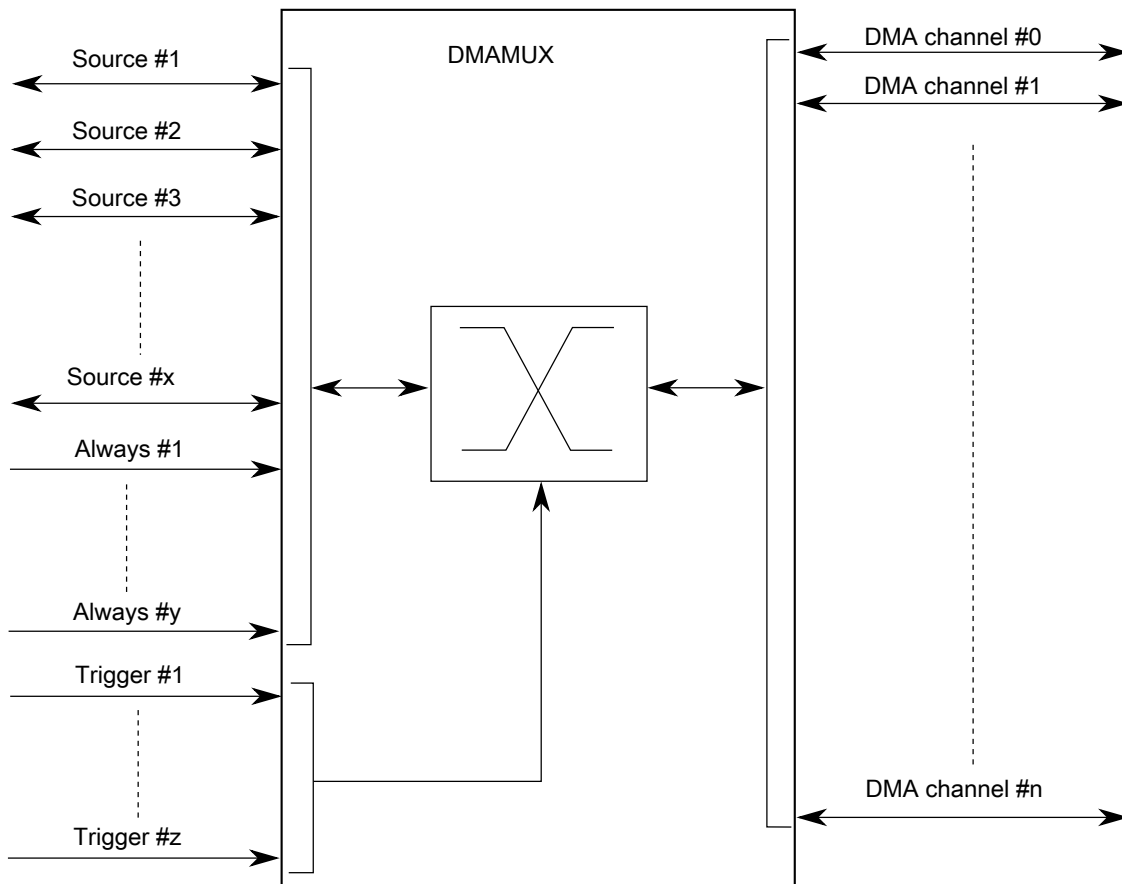 DMAMUX
Source #1
Source #2
Source #3
Source #x
Always #1
Always #y
Trigger #1
Trigger #z
DMA channel #0
DMA channel #1
DMA channel #n